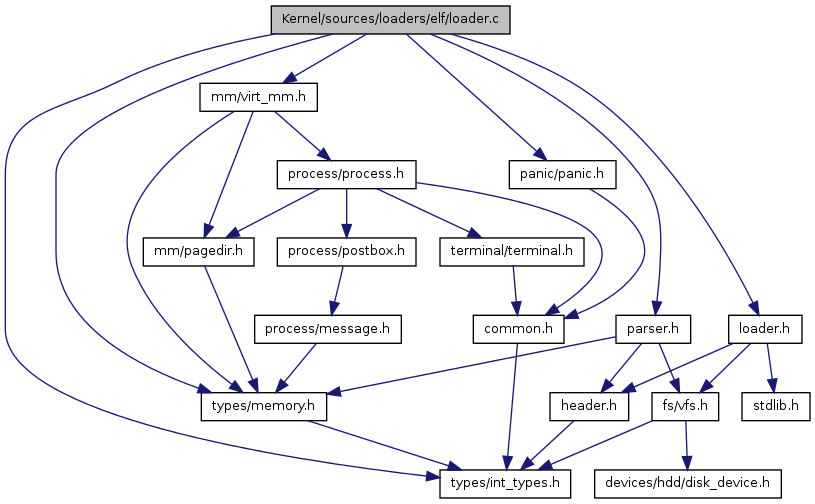 Kernel/sources/loaders/elf/loader.c
mm/virt_mm.h
process/process.h
panic/panic.h
mm/pagedir.h
process/postbox.h
terminal/terminal.h
process/message.h
common.h
parser.h
loader.h
types/memory.h
header.h
fs/vfs.h
stdlib.h
types/int_types.h
devices/hdd/disk_device.h